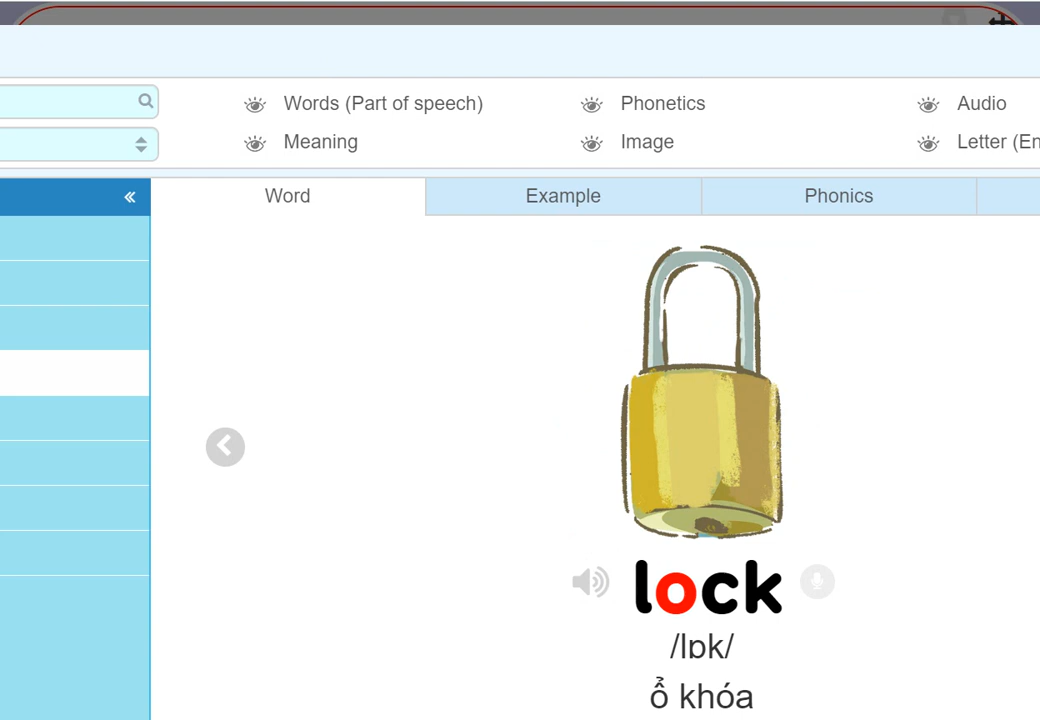 Words (Part of speech) Phonetics Audio
Meaning Image Letter (En
Word Example Phonics
lock
/lɒk/
ổ khóa